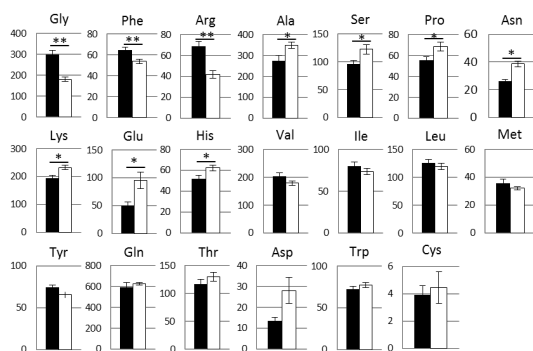 Gly Phe Arg Ala Ser Pro Asn
** ** ** * * * *
400 80 80 400 150 80 60
300 60 60 300 100 60 40
200 40 40 200 50 40 20
100 20 20 100 0 20 0
0 0 0 0 0
Lys Glu His Val Ile Leu Met
* * *
300 150 80 300 100 150 60
200 100 60 200 50 100 40
100 50 40 100 0 50 20
0 0 20 0 0 0
0
Tyr Gln Thr Asp Trp Cys
100 800 150 40 100 6
50 600 100 30 50 4
0 400 50 20 0 2
200 0 10 0
0 0